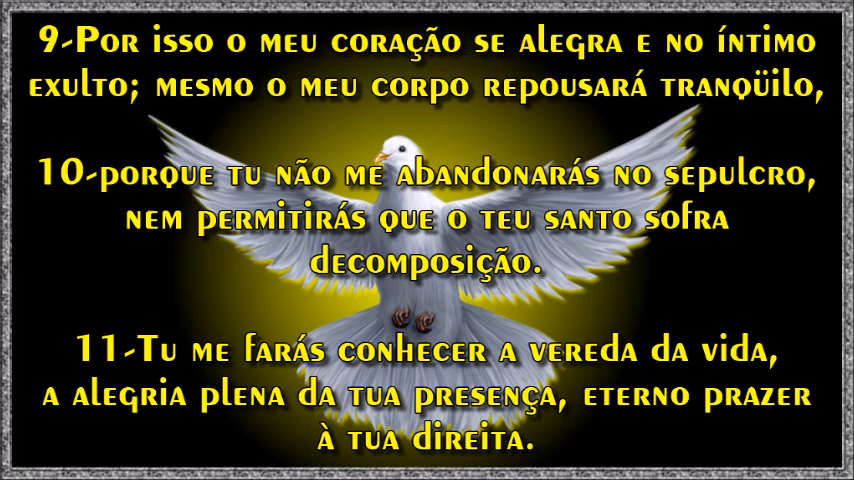 9-Por isso o meu coração se alegra e no íntimo
exulto; mesmo o meu corpo repousará tranqüilo,
10-porque tu não me abandonarás no sepulcro,
nem permitirás que o teu santo sofra
decomposição.
11-Tu me farás conhecer a vereda da vida,
a alegria plena da tua presença, eterno prazer
à tua direita.